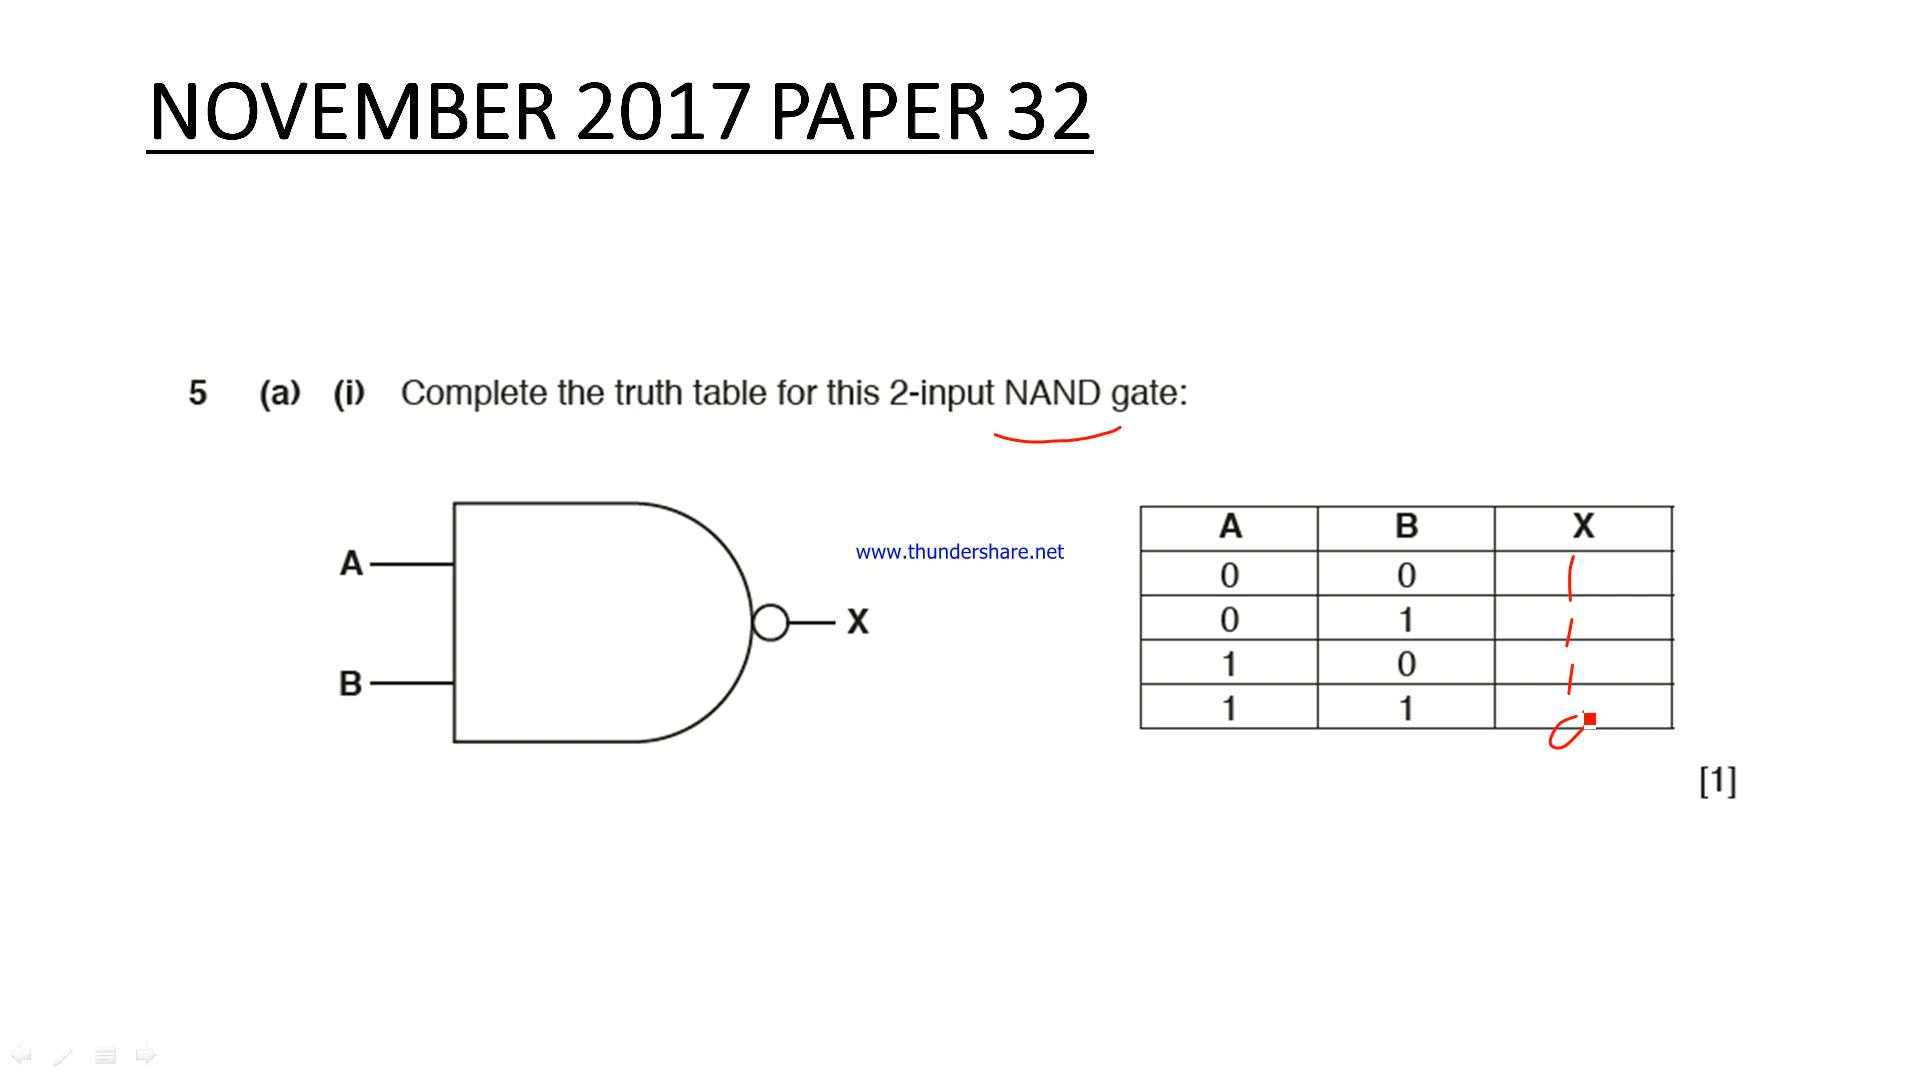 NOVEMBER 2017 PAPER 32
5 (a) (i) Complete the truth table for this 2-input NAND gate:
A
B
X
www.thundershare.net
A B X
0 0 1
0 1 1
1 0 1
1 1 0
[1]